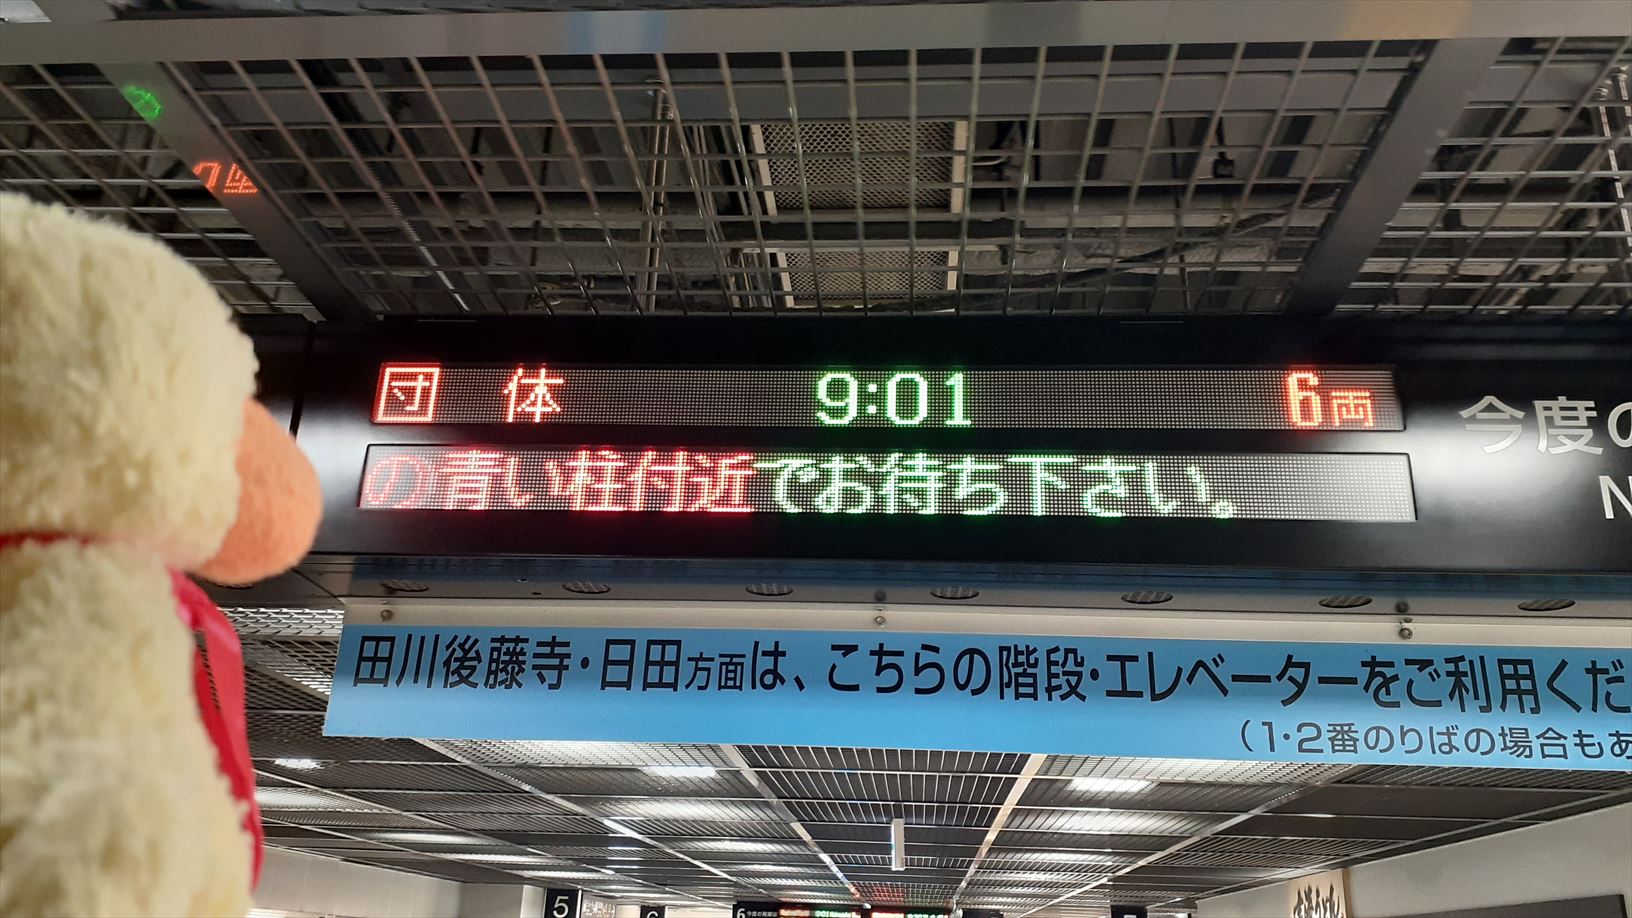 団 体 9:01 6両
の青い柱付近でお待ち下さい。
今度の
N
田川後藤寺・日田方面は、こちらの階段・エレベーターをご利用くだ
(1・2番のりばの場合もあ
5
6